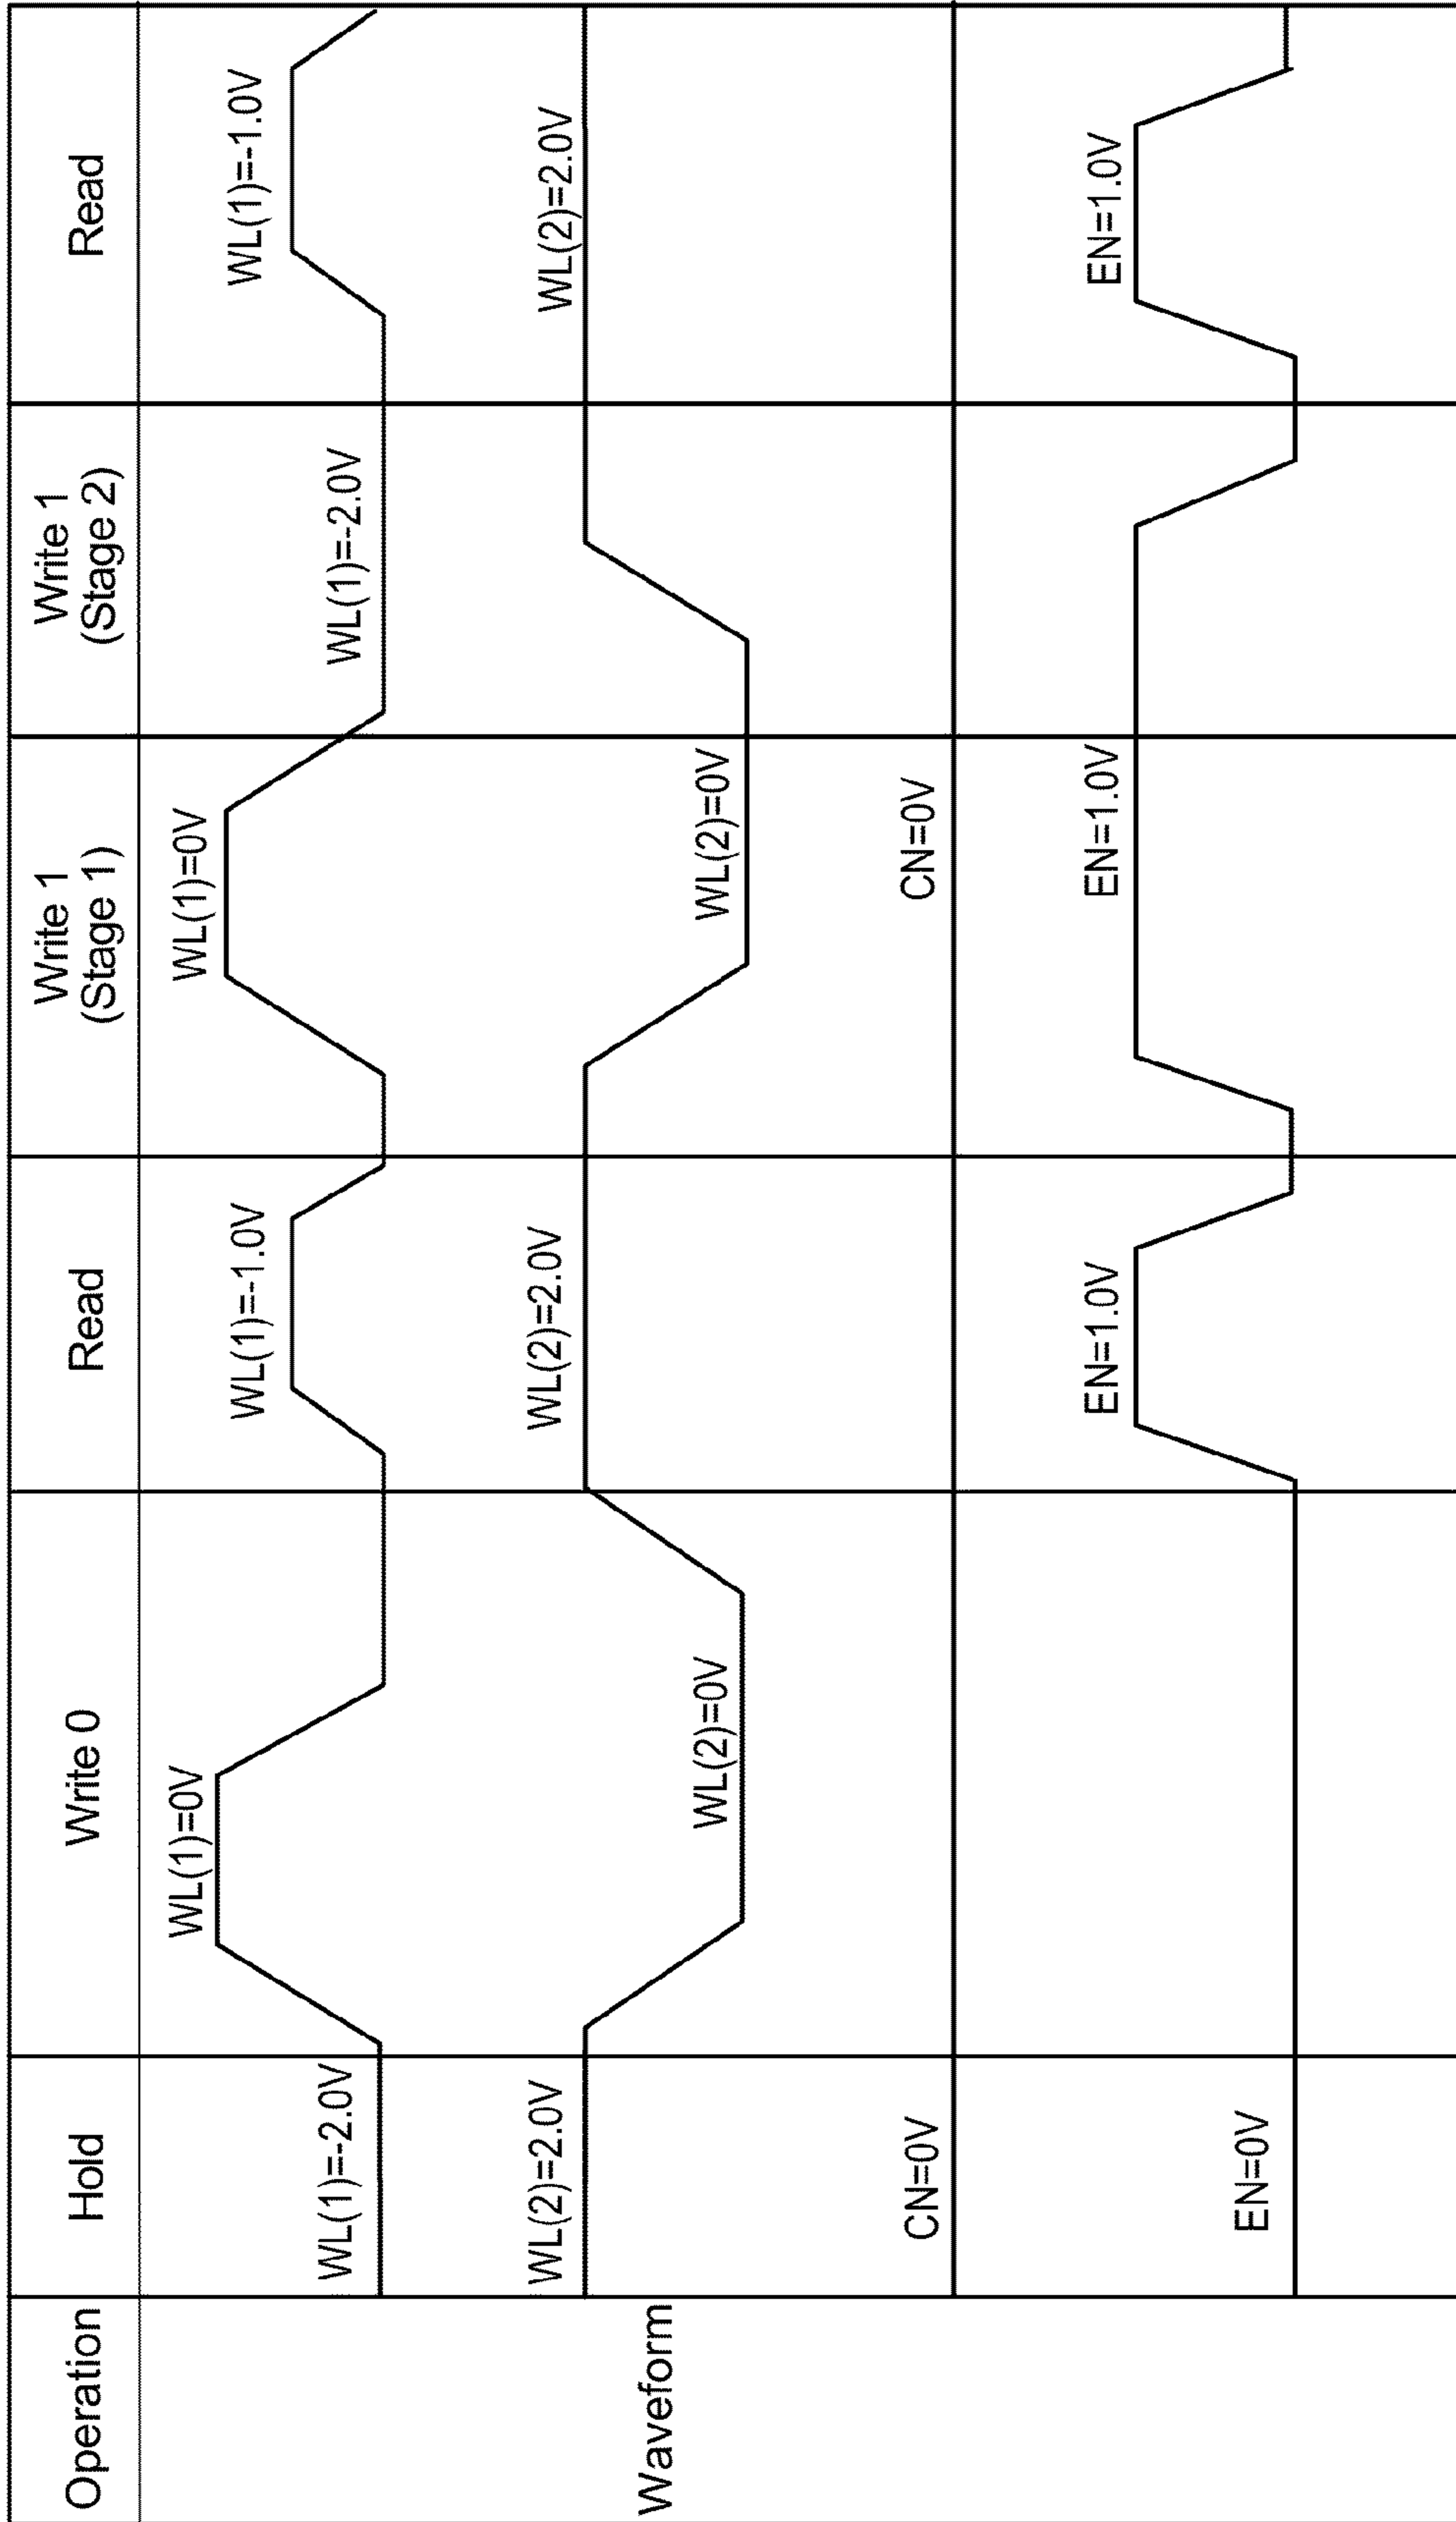 Operation
Hold
Write 0
Read
Write 1
(Stage 1)
Write 1
(Stage 2)
Read
Waveform
WL(1)=-2.0V
WL(1)=0V
WL(1)=-1.0V
WL(1)=0V
WL(1)=-2.0V
WL(1)=-1.0V
WL(2)=2.0V
WL(2)=0V
WL(2)=2.0V
WL(2)=0V
WL(2)=2.0V
CN=0V
CN=0V
EN=0V
EN=1.0V
EN=1.0V
EN=1.0V